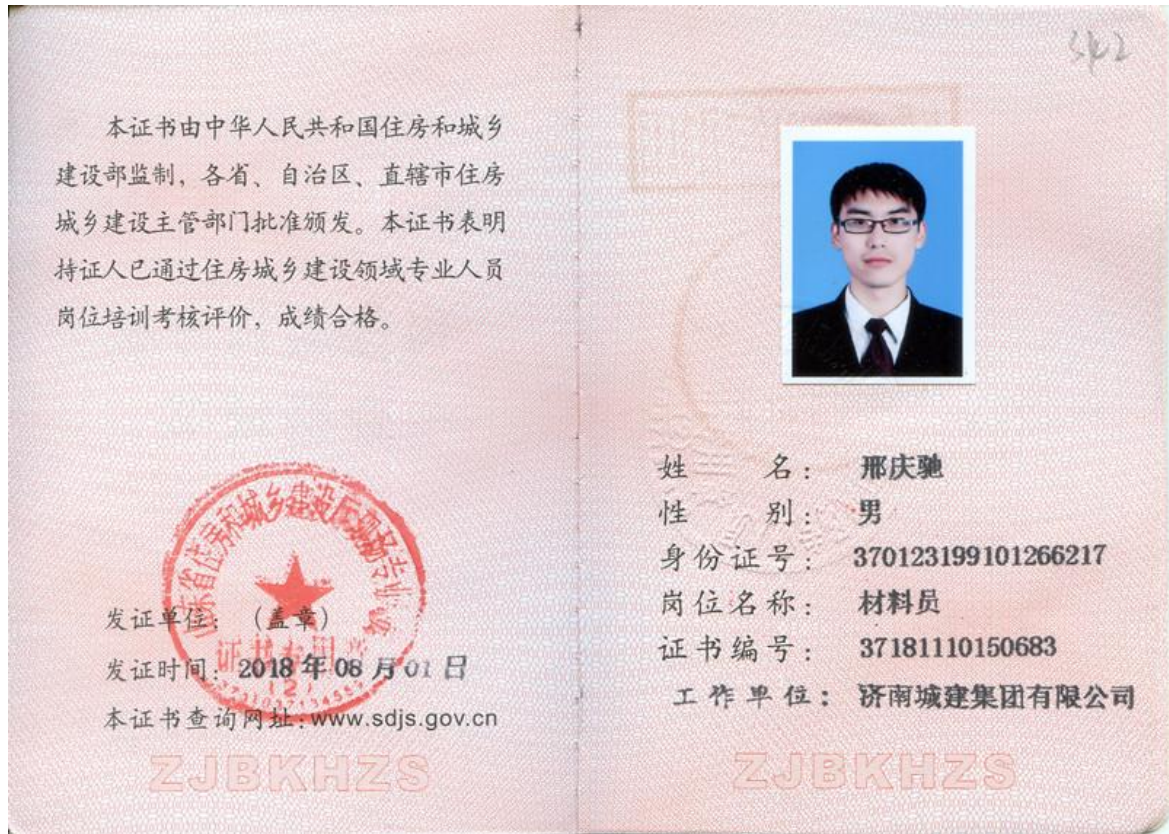 本证书由中华人民共和国住房和城乡
建设部监制，各省、自治区、直辖市住房
城乡建设主管部门批准颁发。本证书表明
持证人已通过住房城乡建设领域专业人员
岗位培训考核评价，成绩合格。
发证单位：（盖章）
证书专用章
（2）
发证时间：2018年08月01日
本证书查询网址：www.sdjs.gov.cn
ZJBKHZS
542
姓名：邢庆驰
性别：男
身份证号：370123199101266217
岗位名称：材料员
证书编号：37181110150683
工作单位：济南城建集团有限公司
ZJBKHZS